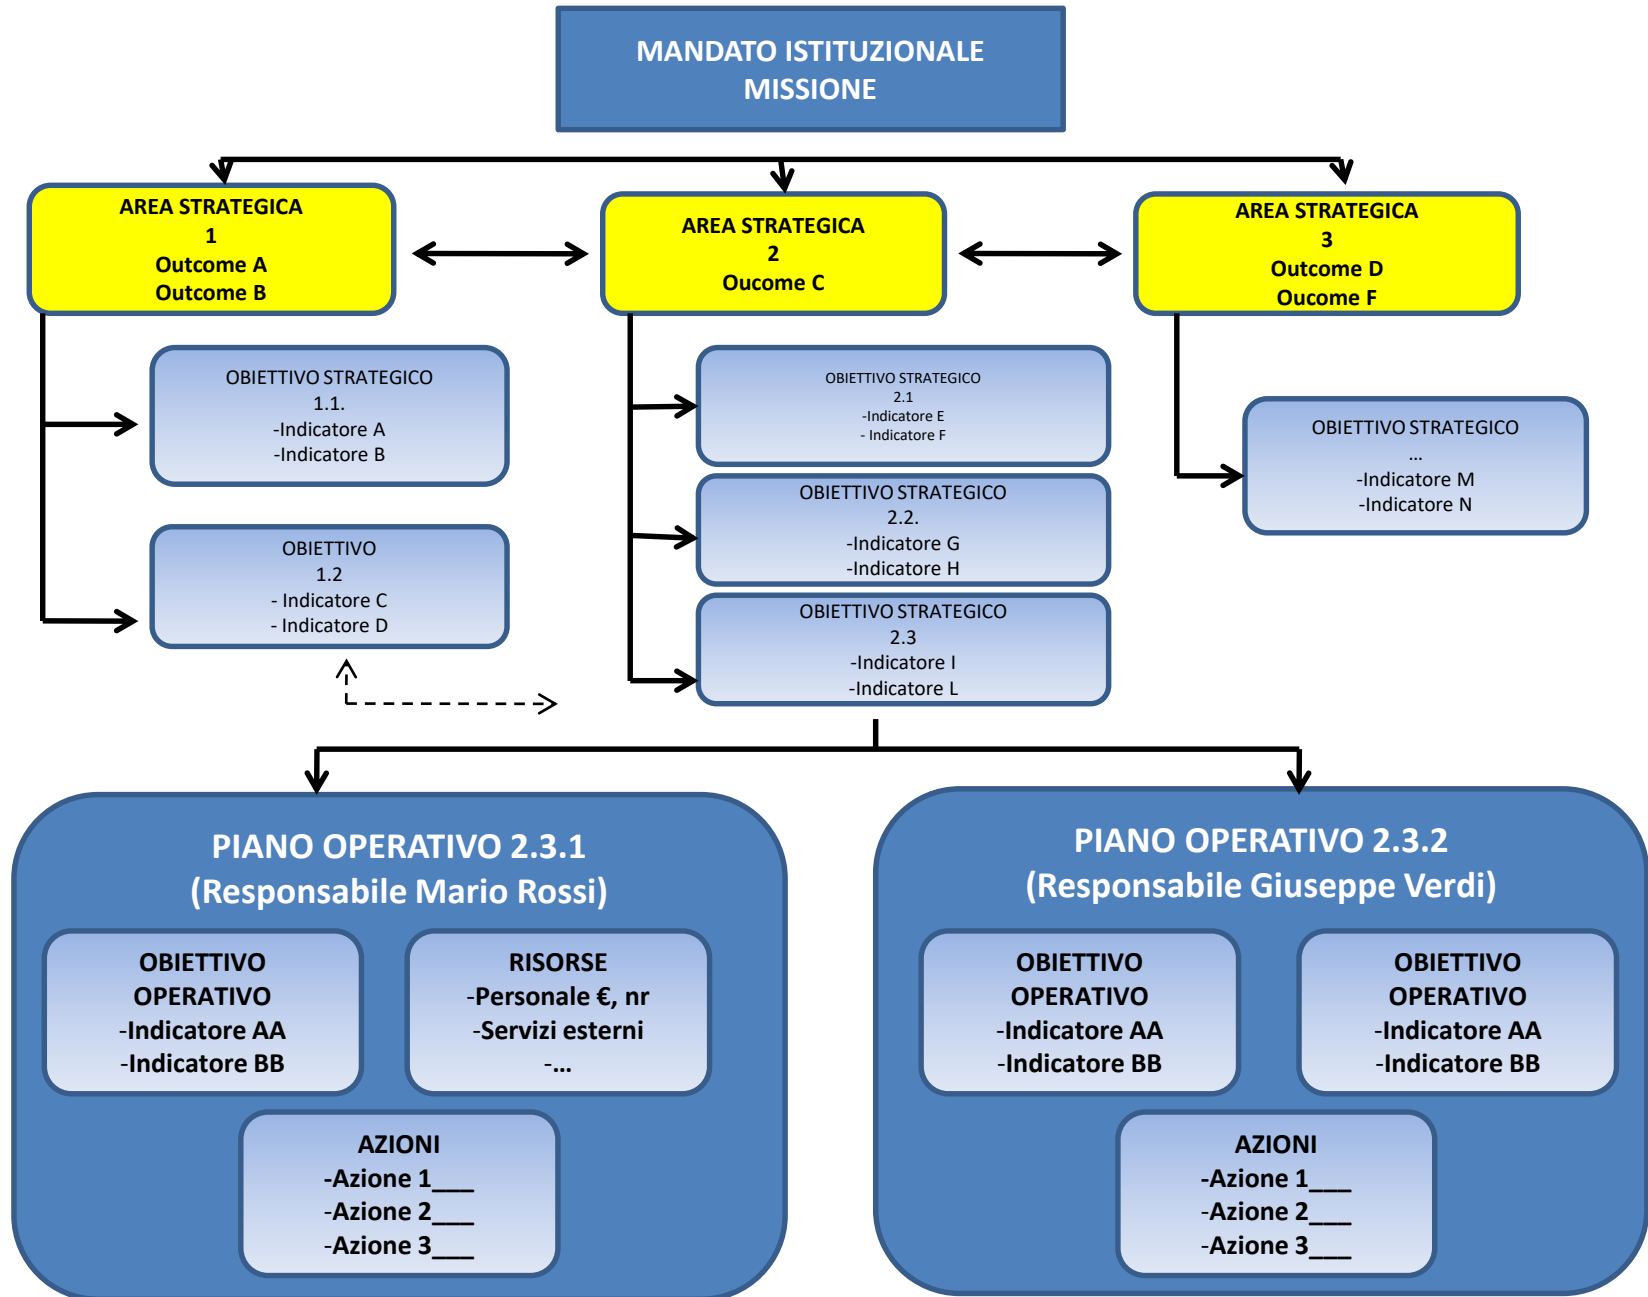 MANDATO ISTITUZIONALE
MISSIONE
AREA STRATEGICA
1
Outcome A
Outcome B
AREA STRATEGICA
2
Oucome C
AREA STRATEGICA
3
Outcome D
Oucome F
OBIETTIVO STRATEGICO
1.1.
-Indicatore A
-Indicatore B
OBIETTIVO
1.2
- Indicatore C
- Indicatore D
OBIETTIVO STRATEGICO
2.1
-Indicatore E
- Indicatore F
OBIETTIVO STRATEGICO
2.2.
-Indicatore G
-Indicatore H
OBIETTIVO STRATEGICO
2.3
-Indicatore I
-Indicatore L
OBIETTIVO STRATEGICO
...
-Indicatore M
-Indicatore N
PIANO OPERATIVO 2.3.1
(Responsabile Mario Rossi)
OBIETTIVO
OPERATIVO
-Indicatore AA
-Indicatore BB
RISORSE
-Personale €, nr
-Servizi esterni
-...
AZIONI
-Azione 1___
-Azione 2___
-Azione 3___
PIANO OPERATIVO 2.3.2
(Responsabile Giuseppe Verdi)
OBIETTIVO
OPERATIVO
-Indicatore AA
-Indicatore BB
OBIETTIVO
OPERATIVO
-Indicatore AA
-Indicatore BB
AZIONI
-Azione 1___
-Azione 2___
-Azione 3___